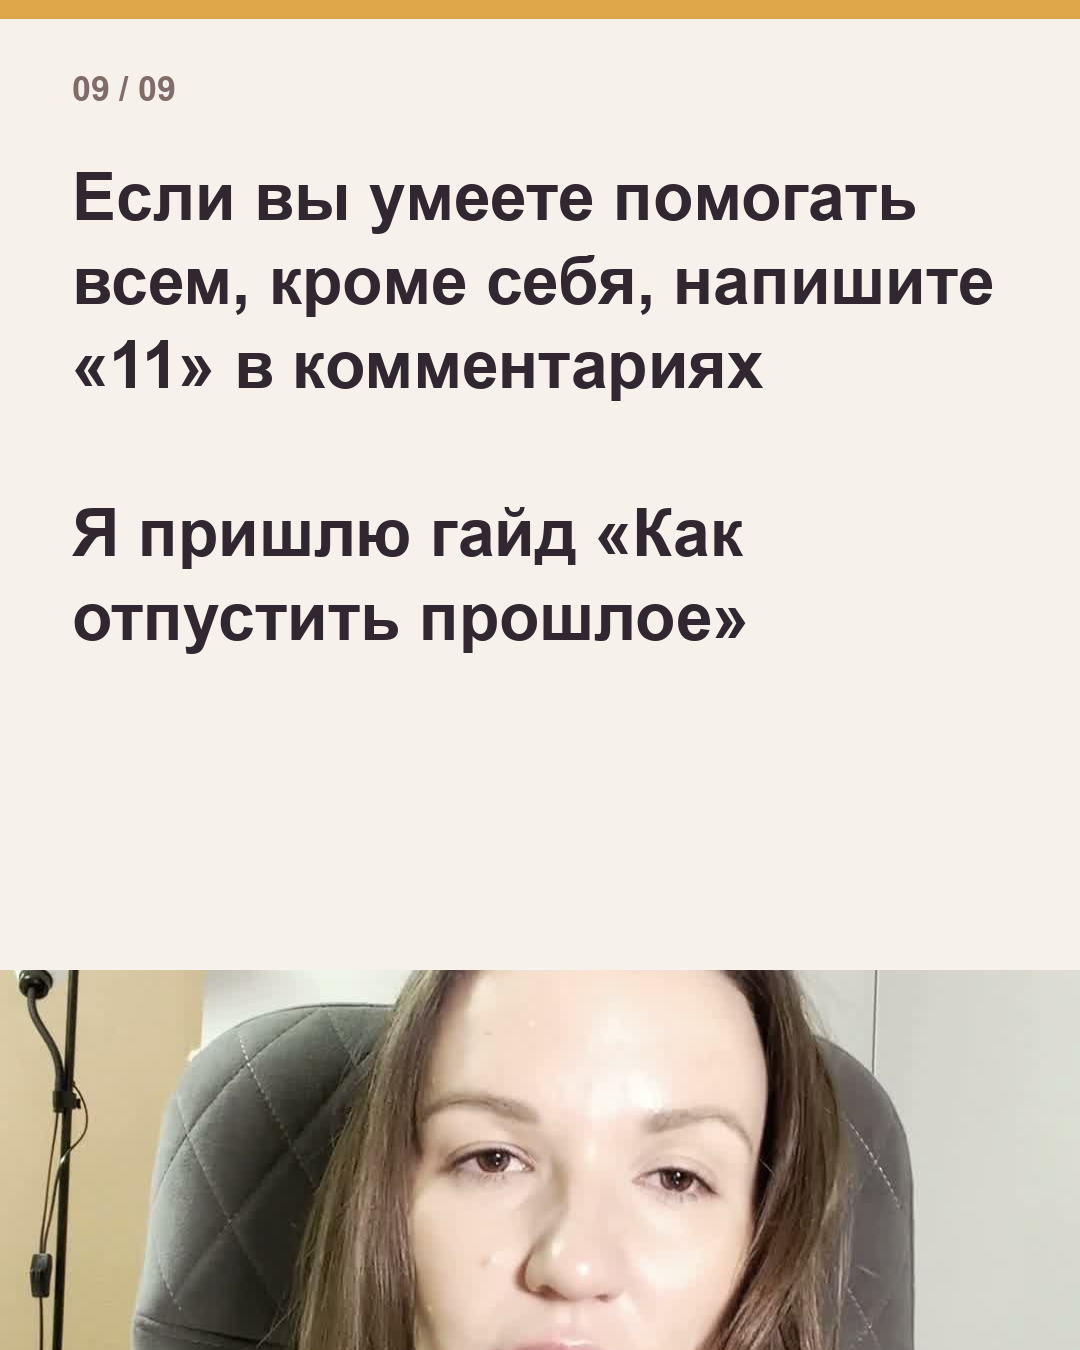 09 / 09
Если вы умеете помогать
всем, кроме себя, напишите
«11» в комментариях
Я пришлю гайд «Как
отпустить прошлое»